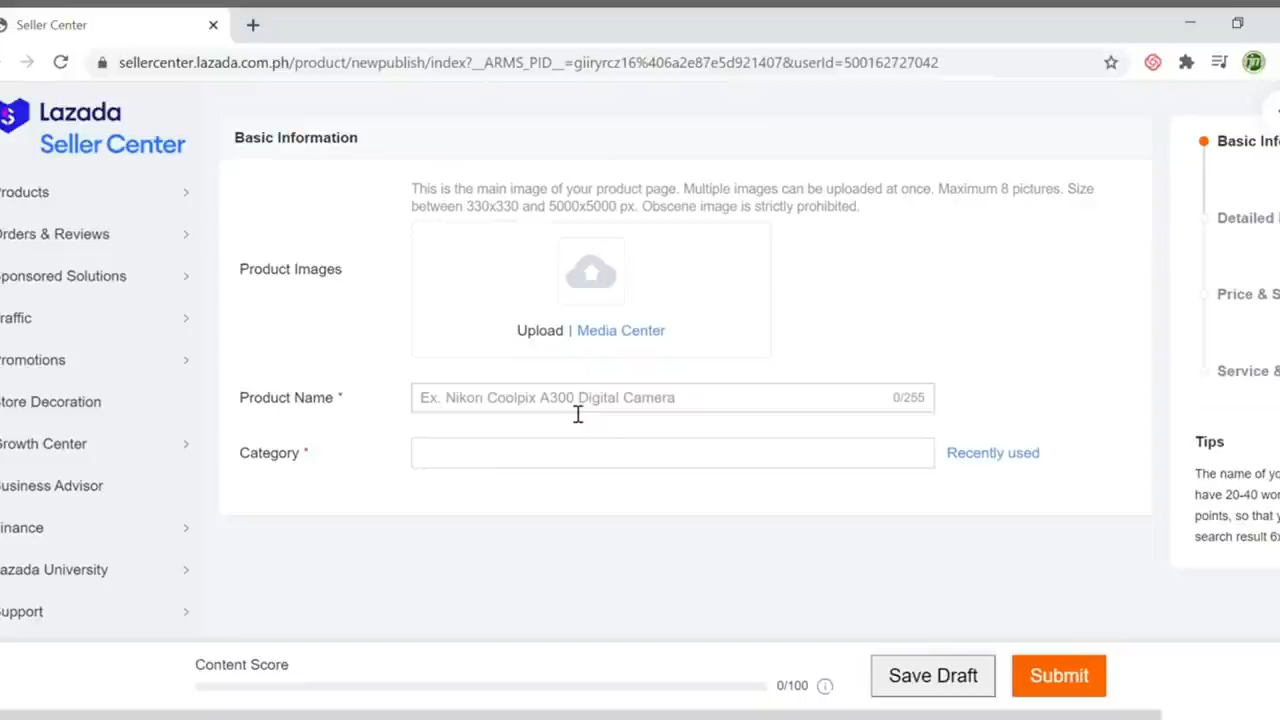 Seller Center
sellercenter.lazada.com.ph/product/newpublish/index?__ARMS_PID__=giiryrcz16%406a2e87e5d921407&userId=500162727042
Lazada
Seller Center
roducts
rders & Reviews
ponsored Solutions
raffic
romotions
tore Decoration
rowth Center
usiness Advisor
inance
azada University
upport
Basic Information
This is the main image of your product page. Multiple images can be uploaded at once. Maximum 8 pictures. Size
between 330x330 and 5000x5000 px. Obscene image is strictly prohibited.
Product Images
Upload | Media Center
Product Name *
Ex. Nikon Coolpix A300 Digital Camera
0/255
Category *
Recently used
Basic Inf
Detailed
Price & S
Service &
Tips
The name of yo
have 20-40 wor
points, so that y
search result 6x
Content Score
0/100
Save Draft
Submit